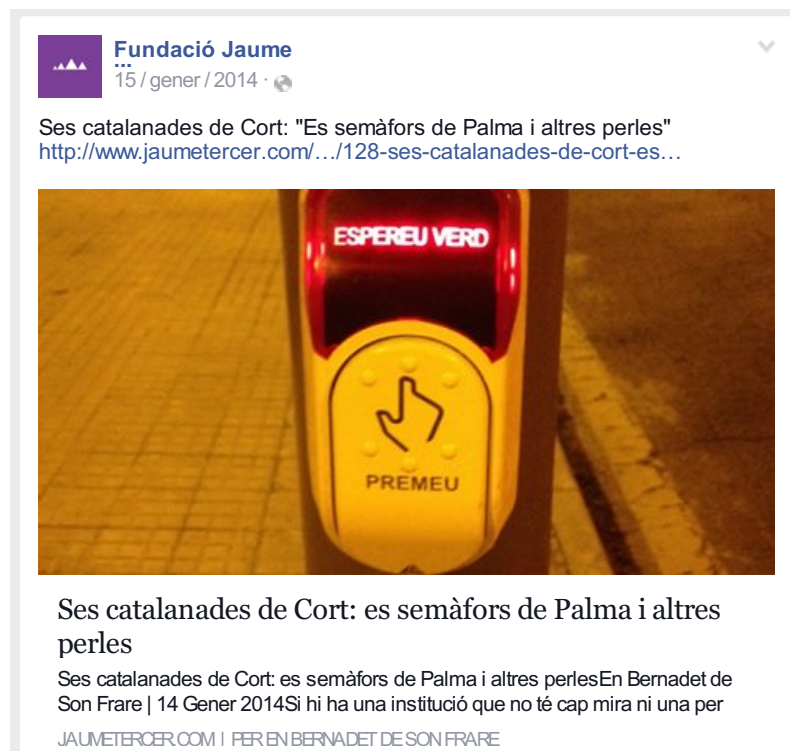 Fundació Jaume
...
15 / gener / 2014 ·
Ses catalanades de Cort: "Es semàfors de Palma i altres perles"
http://www.jaumetercer.com/.../128-ses-catalanades-de-cort-es...
ESPEREU VERD
PREMEU
Ses catalanades de Cort: es semàfors de Palma i altres
perles
Ses catalanades de Cort: es semàfors de Palma i altres perlesEn Bernadet de
Son Frare | 14 Gener 2014Si hi ha una institució que no té cap mira ni una per
JAUMETERCER.COM | PER EN BERNADET DE SON FRARE